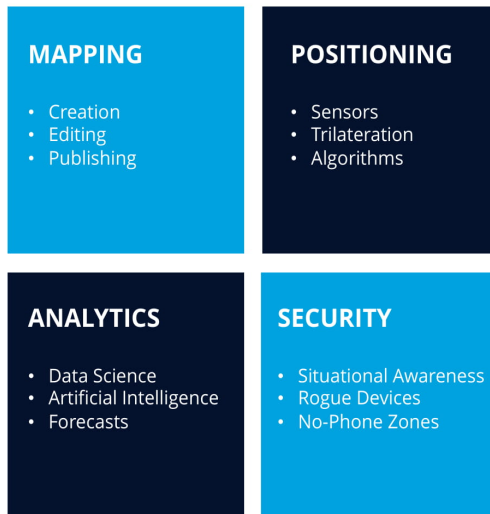 MAPPING
• Creation
• Editing
• Publishing
POSITIONING
• Sensors
• Trilateration
• Algorithms
ANALYTICS
• Data Science
• Artificial Intelligence
• Forecasts
SECURITY
• Situational Awareness
• Rogue Devices
• No-Phone Zones